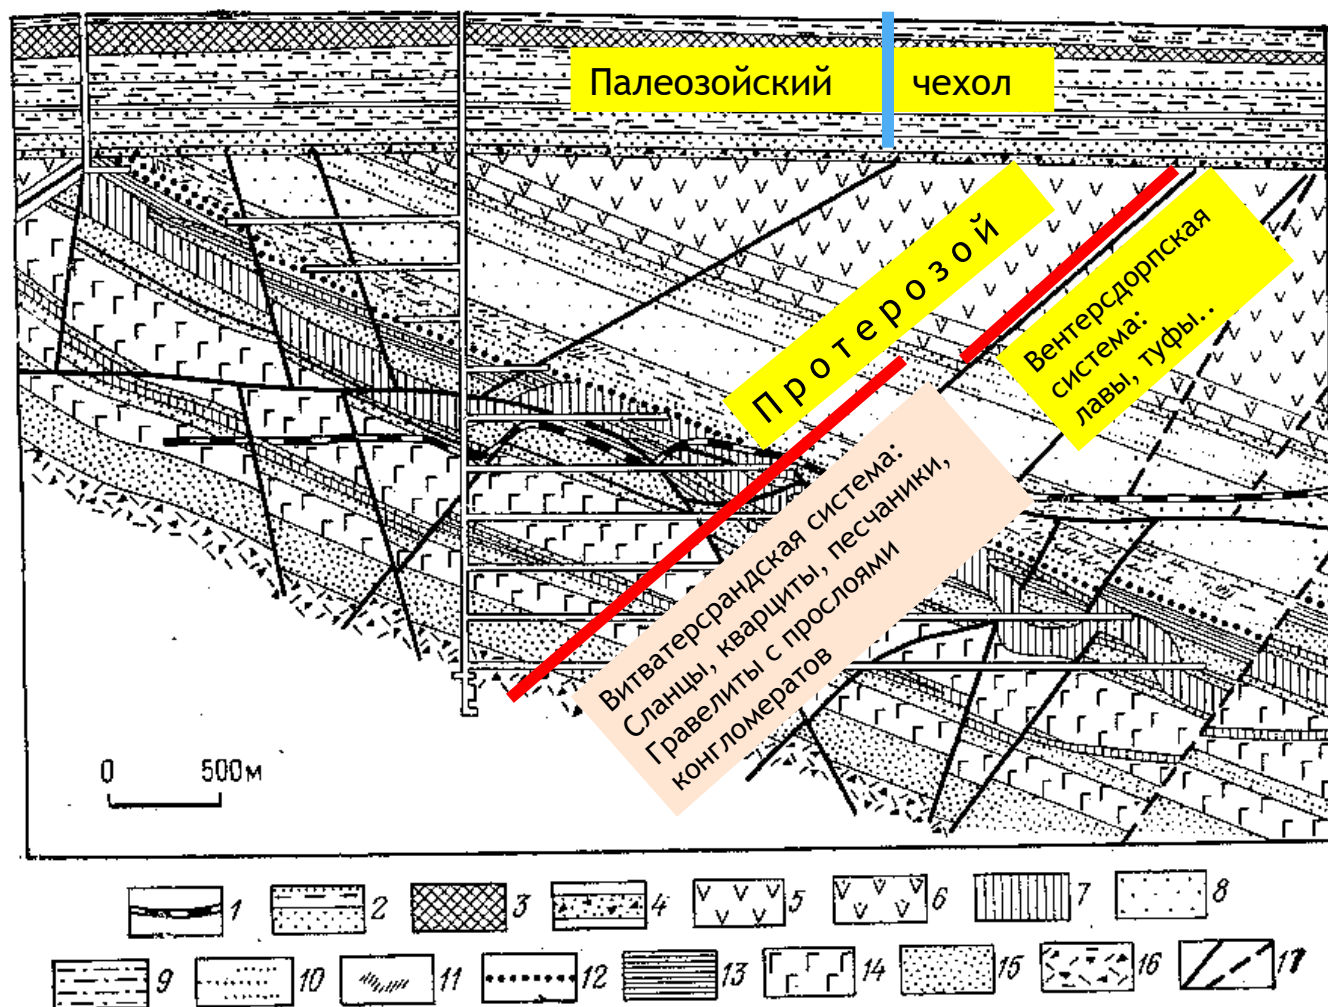 Палеозойский чехол
Протерозой
Вентерсдорпская
система:
лавы, туфы..
Витватерсрандская система:
Сланцы, кварциты, песчаники,
Гравелиты с прослоями
конгломератов
0 500м
1 2 3 4 5 6 7 8
9 10 11 12 13 14 15 16 17